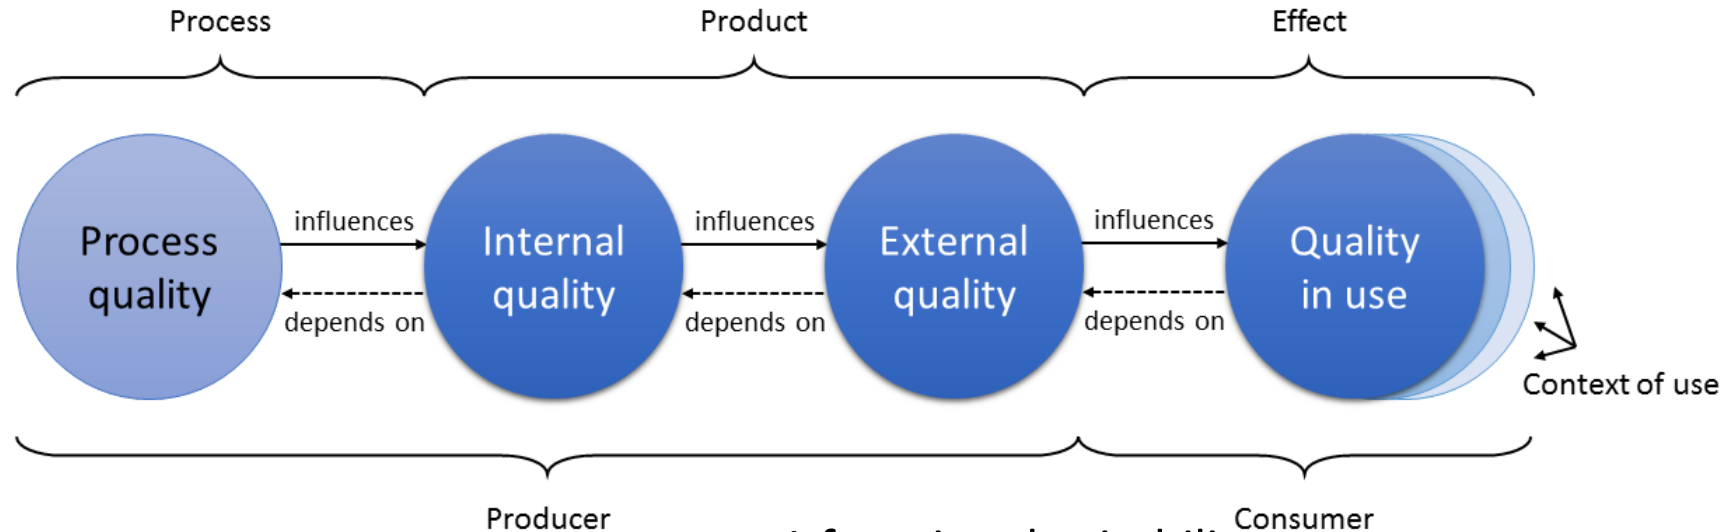 Process
Product
Effect
Process
quality
influences
depends on
Internal
quality
influences
depends on
External
quality
influences
depends on
Quality
in use
Context of use
Producer
Consumer